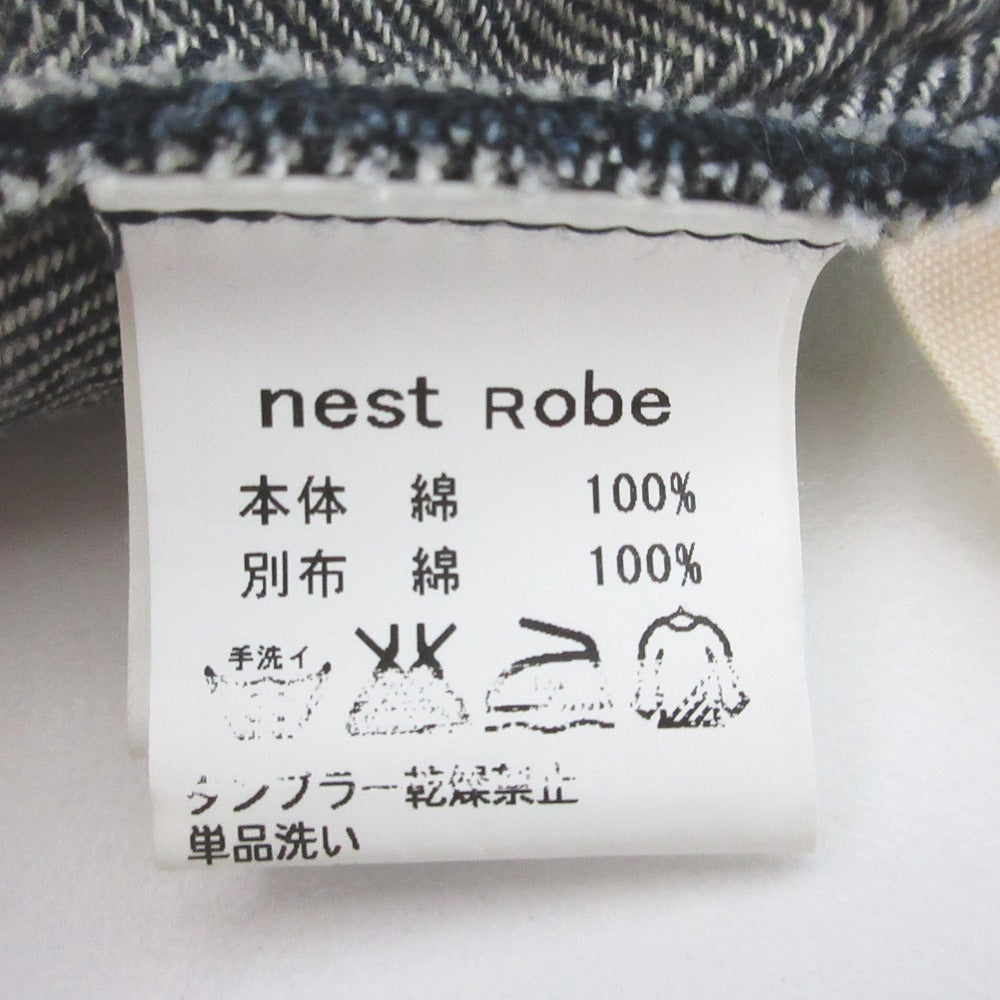 nest Robe
本体 綿 100%
別布 綿 100%
手洗イ
タンブラー乾燥禁止
単品洗い